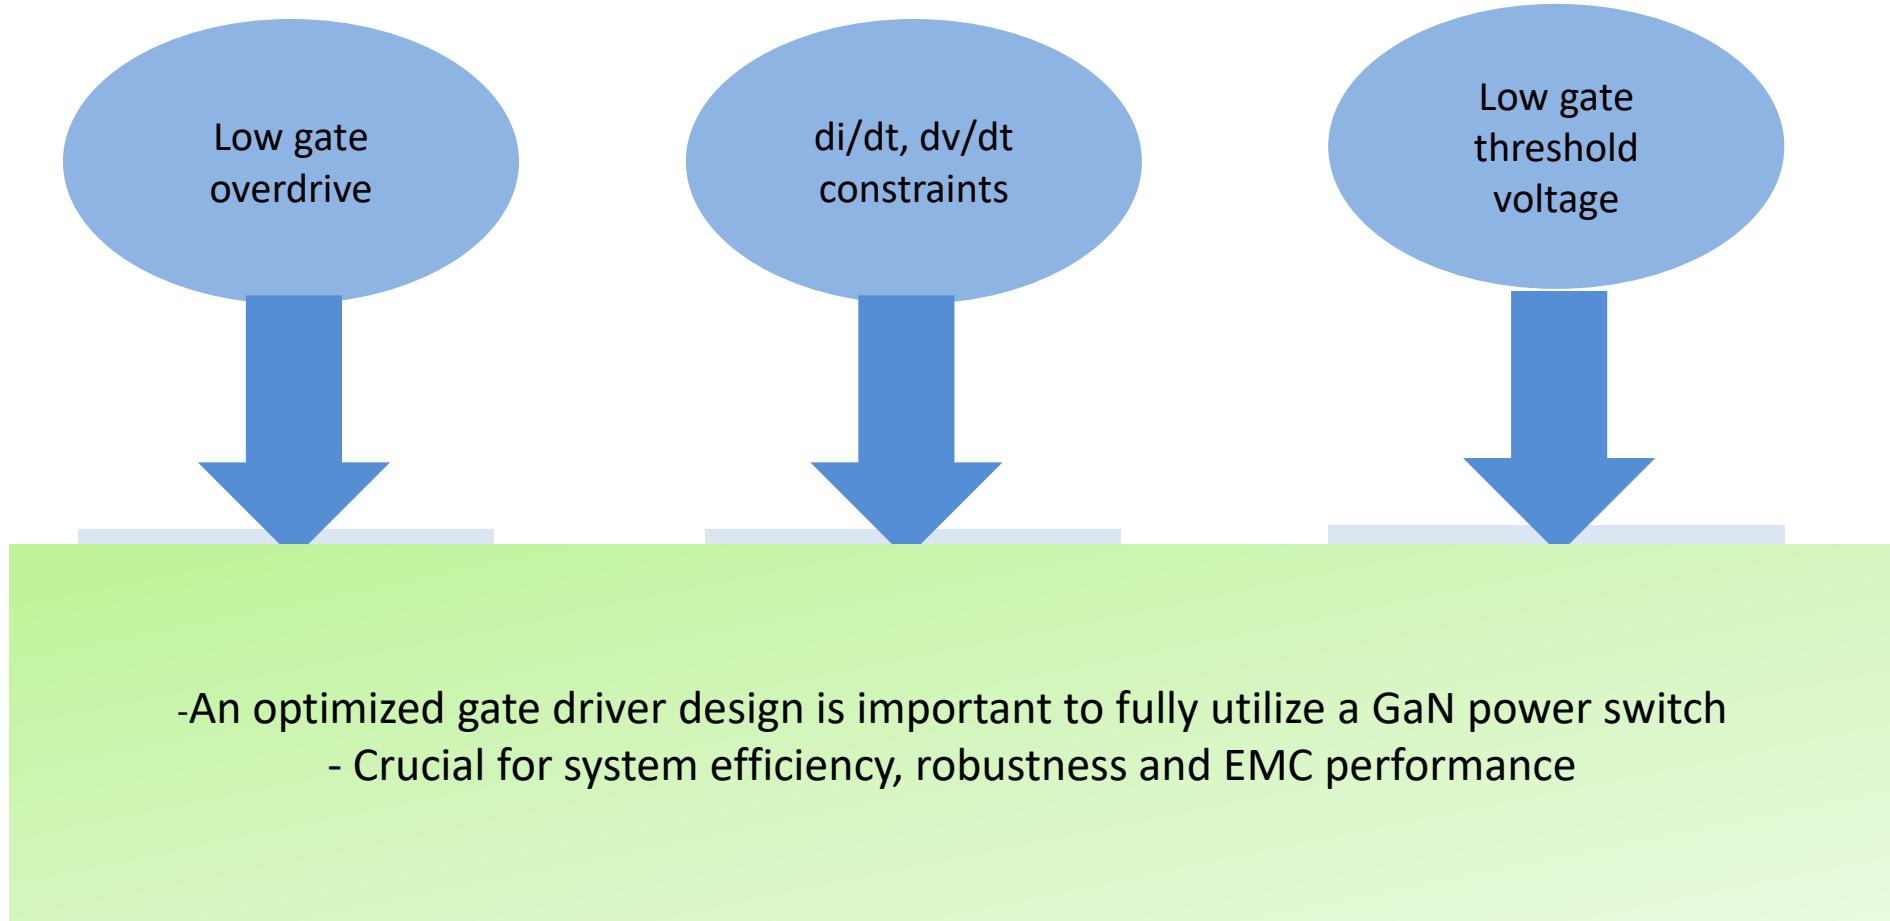 Low gate
overdrive
di/dt, dv/dt
constraints
Low gate
threshold
voltage
-An optimized gate driver design is important to fully utilize a GaN power switch
- Crucial for system efficiency, robustness and EMC performance